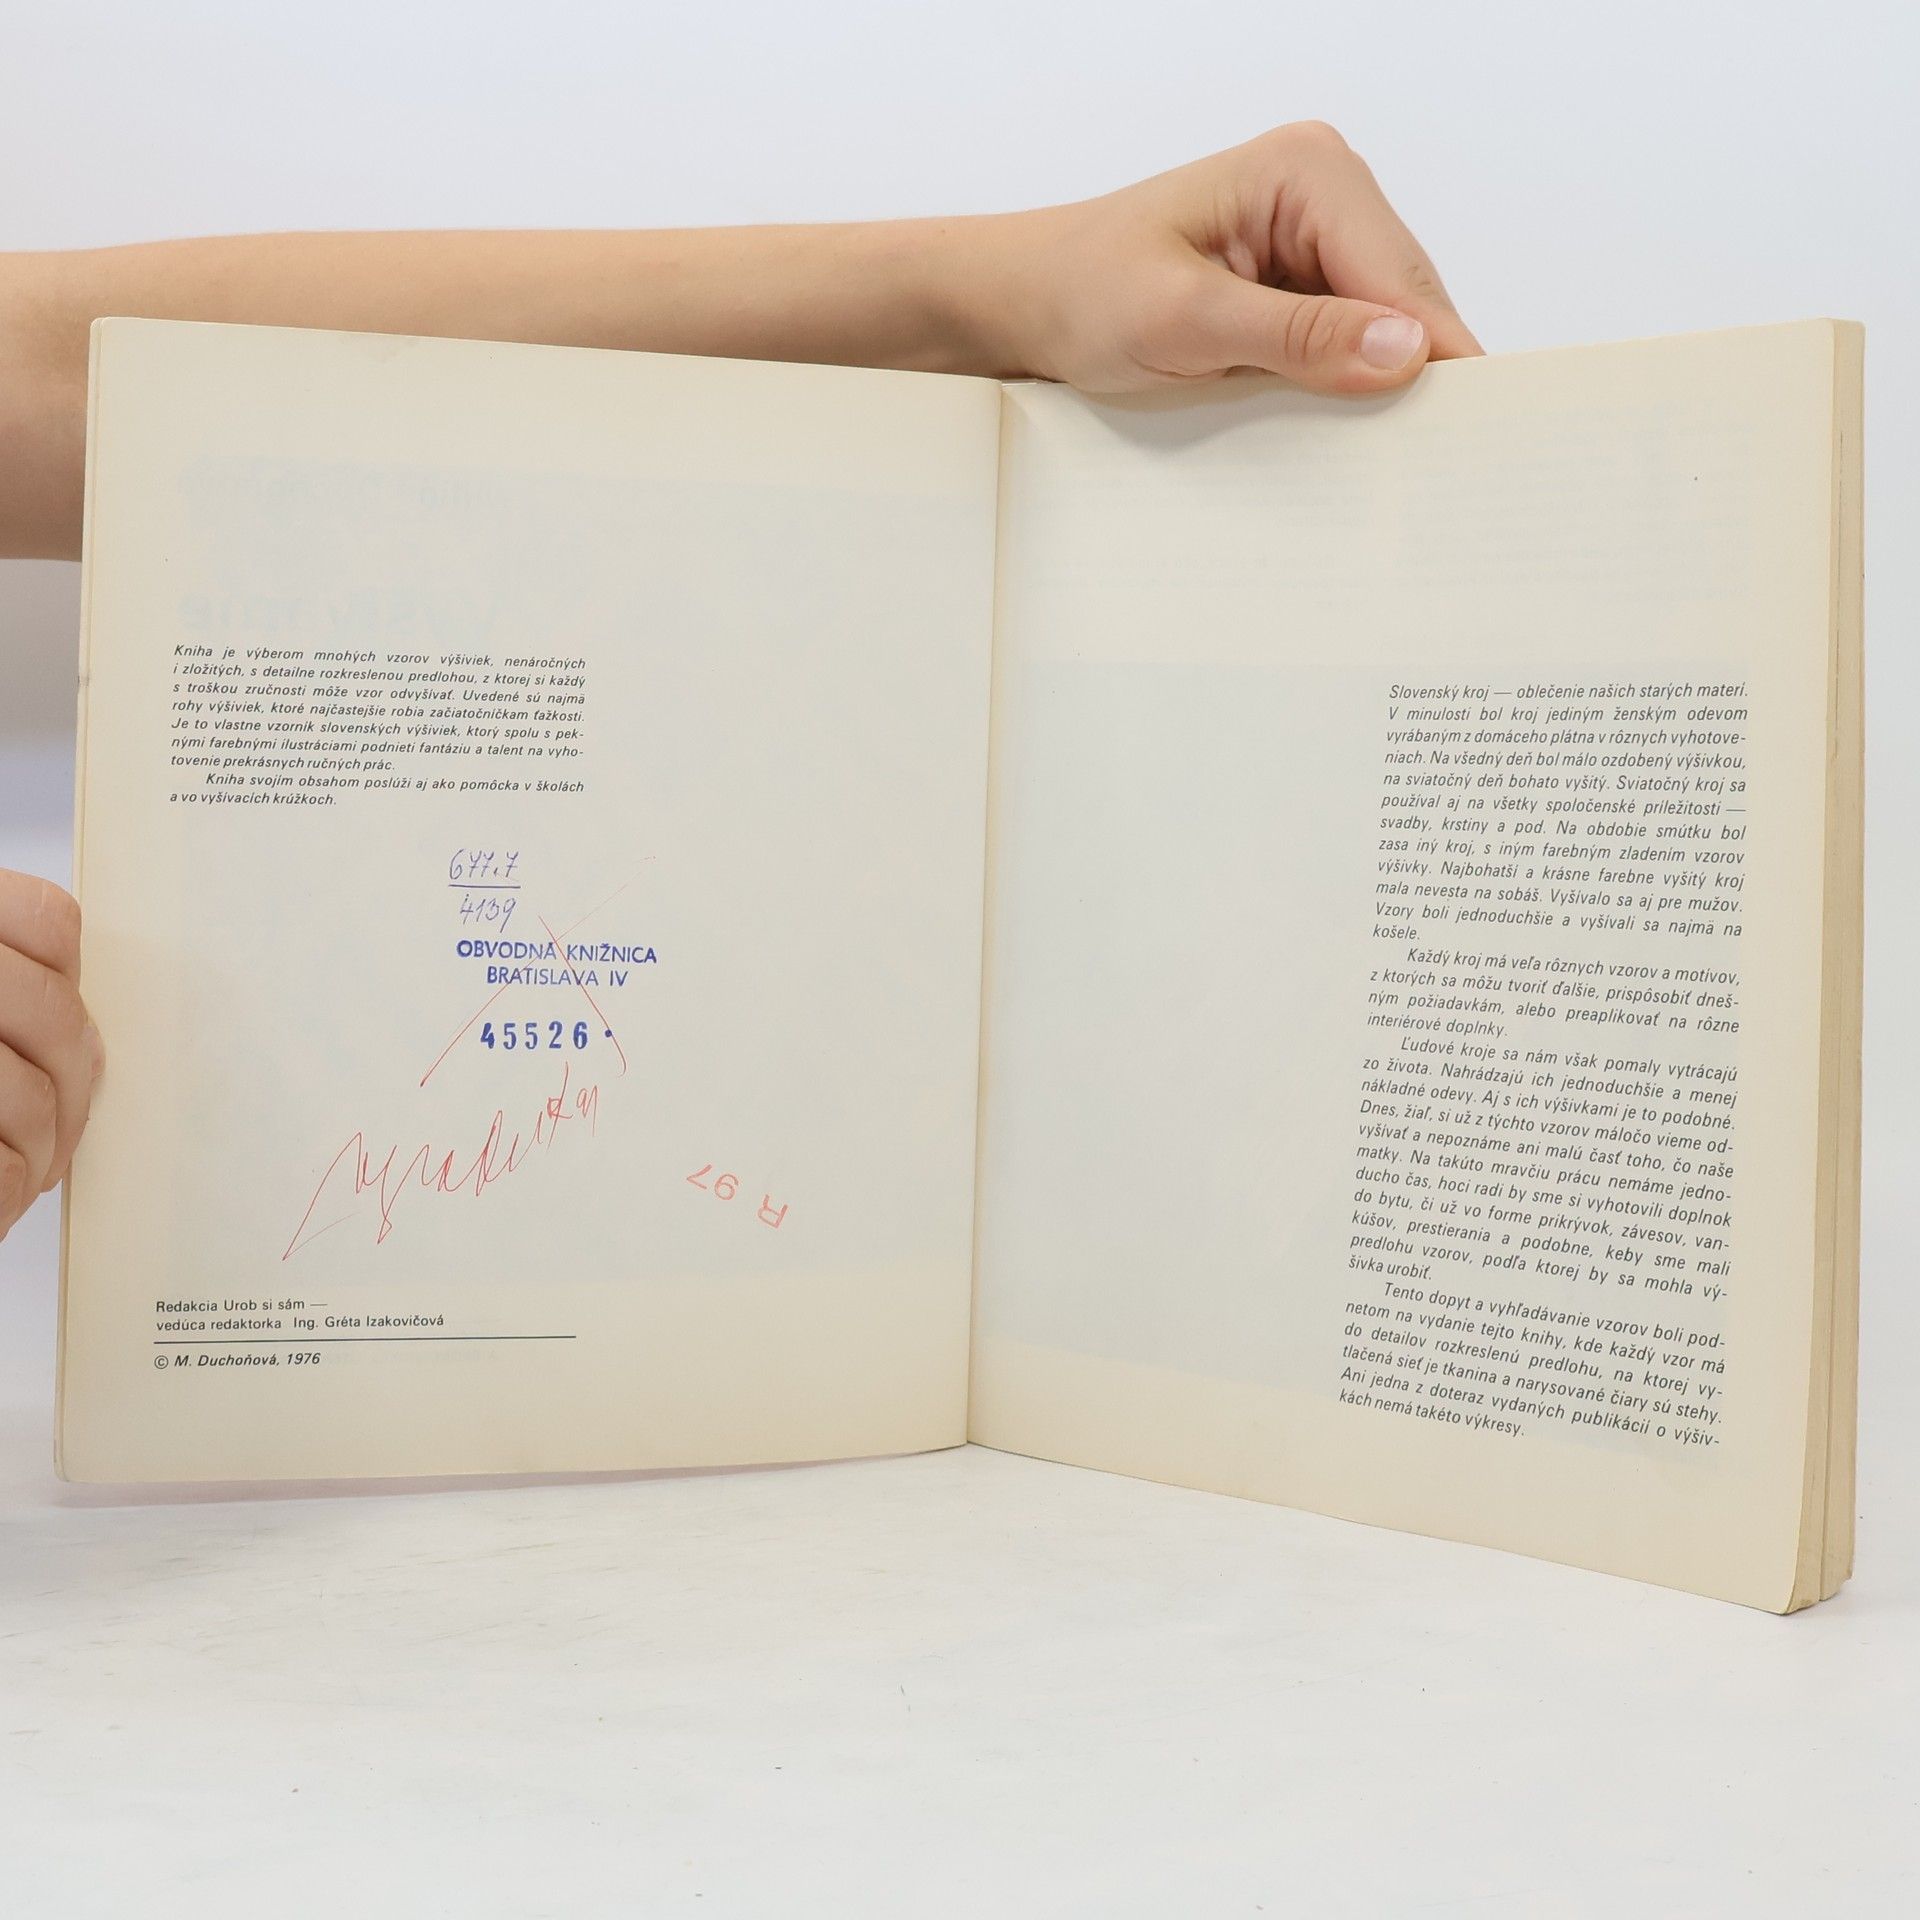 Kniha je výberom mnohých vzorov výšiviek, nenáročných
i zložitých, s detailne rozkreslenou predlohou, z ktorej si každý
s troškou zručnosti môže vzor odvyšívať. Uvedené sú najmä
rohy výšiviek, ktoré najčastejšie robia začiatočníčkam ťažkosti.
Je to vlastne vzorník slovenských výšiviek, ktorý spolu s pek-
nými farebnými ilustráciami podnieti fantáziu a talent na vyho-
tovenie prekrásnych ručných prác.
Kniha svojím obsahom poslúži aj ako pomôcka v školách
a vo vyšívacích krúžkoch.
677.7
4139
OBVODNÁ KNIŽNICA
BRATISLAVA IV
45526
R 97
Redakcia Urob si sám —
vedúca redaktorka Ing. Gréta Izakovičová
© M. Duchoňová, 1976
Slovenský kroj — oblečenie našich starých materí.
V minulosti bol kroj jediným ženským odevom
vyrábaným z domáceho plátna v rôznych vyhotove-
niach. Na všedný deň bol málo ozdobený výšivkou,
na sviatočný deň bohato vyšitý. Sviatočný kroj sa
používal aj na všetky spoločenské príležitosti —
svadby, krstiny a pod. Na obdobie smútku bol
zasa iný kroj, s iným farebným zladením vzorov
výšivky. Najbohatší a krásne farebne vyšitý kroj
mala nevesta na sobáš. Vyšívalo sa aj pre mužov.
Vzory boli jednoduchšie a vyšívali sa najmä na
košele.
Každý kroj má veľa rôznych vzorov a motívov,
z ktorých sa môžu tvoriť ďalšie, prispôsobiť dneš-
ným požiadavkám, alebo preaplikovať na rôzne
interiérové doplnky.
Ľudové kroje sa nám však pomaly vytrácajú
zo života. Nahrádzajú ich jednoduchšie a menej
nákladné odevy. Aj s ich výšivkami je to podobné.
Dnes, žiaľ, si už z týchto vzorov máločo vieme od-
vyšívať a nepoznáme ani malú časť toho, čo naše
matky. Na takúto mravčiu prácu nemáme jedno-
ducho čas, hoci radi by sme si vyhotovili doplnok
do bytu, či už vo forme prikrývok, závesov, van-
kúšov, prestierania a podobne, keby sme mali
predlohu vzorov, podľa ktorej by sa mohla vý-
šivka urobiť.
Tento dopyt a vyhľadávanie vzorov boli pod-
netom na vydanie tejto knihy, kde každý vzor má
do detailov rozkreslenú predlohu, na ktorej vy-
tlačená sieť je tkanina a narysované čiary sú stehy.
Ani jedna z doteraz vydaných publikácií o výšiv-
kách nemá takéto výkresy.